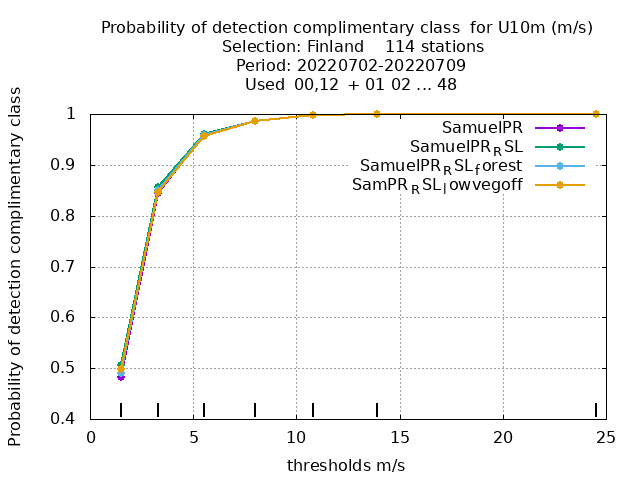 Probability of detection complimentary class for U10m (m/s)
Selection: Finland 114 stations
Period: 20220702-20220709
Used 00,12 + 01 02 ... 48
Probability of detection complimentary class
1
0.9
0.8
0.7
0.6
0.5
0.4
SamuelPR
SamuelPR_RSL
SamuelPR_RSL_forest
SamPR_RSL_lowvegoff
0 5 10 15 20 25
thresholds m/s